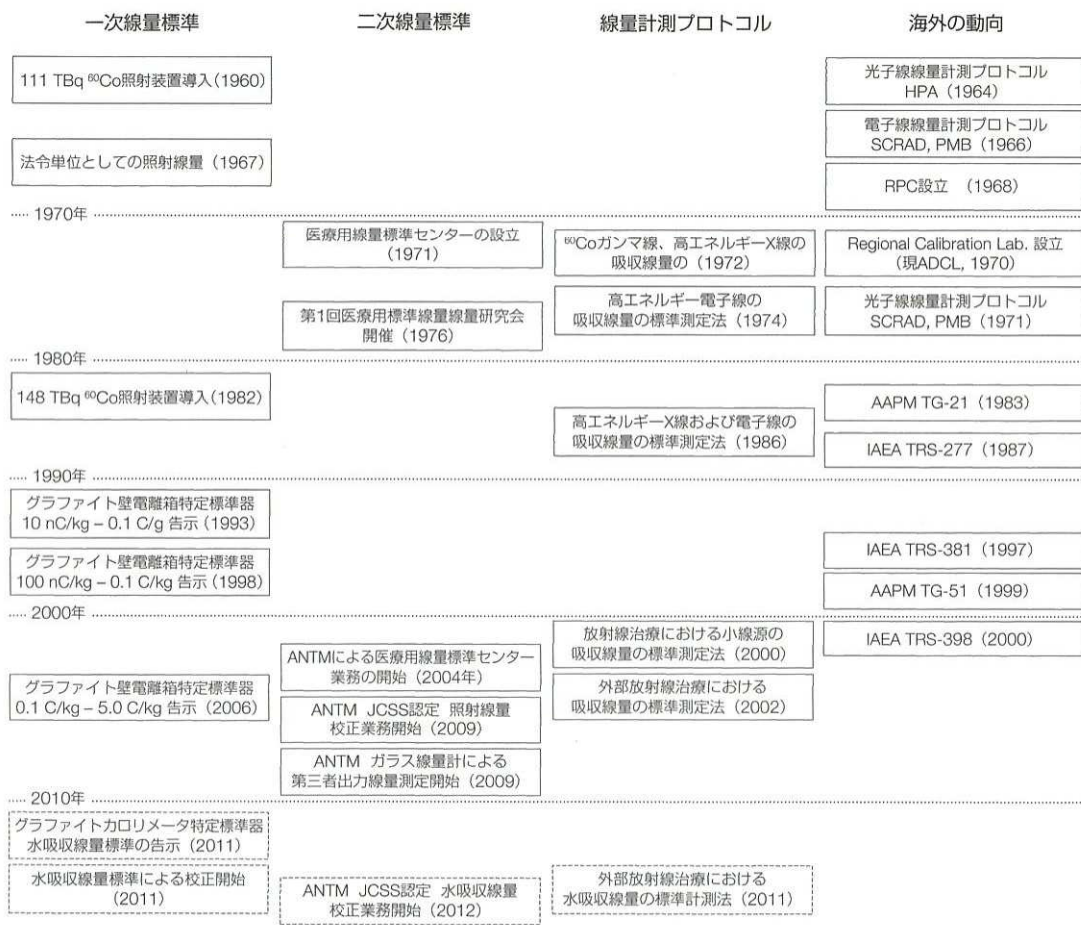 一次線量標準
二次線量標準
線量計測プロトコル
海外の動向
111 TBq ⁶⁰Co照射装置導入(1960)
光子線線量計測プロトコル
HPA（1964）
法令単位としての照射線量（1967）
電子線線量計測プロトコル
SCRAD, PMB（1966）
RPC設立　（1968）
1970年
医療用線量標準センターの設立
（1971）
⁶⁰Coガンマ線、高エネルギーX線の
吸収線量の（1972）
Regional Calibration Lab. 設立
（現ADCL, 1970）
第1回医療用標準線量線量研究会
開催（1976）
高エネルギー電子線の
吸収線量の標準測定法（1974）
光子線線量計測プロトコル
SCRAD, PMB（1971）
1980年
148 TBq ⁶⁰Co照射装置導入(1982)
高エネルギーX線および電子線の
吸収線量の標準測定法（1986）
AAPM TG-21（1983）
IAEA TRS-277（1987）
1990年
グラファイト壁電離箱特定標準器
10 nC/kg – 0.1 C/g 告示（1993）
グラファイト壁電離箱特定標準器
100 nC/kg – 0.1 C/kg 告示（1998）
IAEA TRS-381（1997）
AAPM TG-51（1999）
2000年
ANTMによる医療用線量標準センター
業務の開始（2004年）
放射線治療における小線源の
吸収線量の標準測定法（2000）
IAEA TRS-398（2000）
グラファイト壁電離箱特定標準器
0.1 C/kg – 5.0 C/kg 告示（2006）
ANTM JCSS認定 照射線量
校正業務開始（2009）
外部放射線治療における
吸収線量の標準測定法（2002）
ANTM ガラス線量計による
第三者出力線量測定開始（2009）
2010年
グラファイトカロリメータ特定標準器
水吸収線量標準の告示（2011）
水吸収線量標準による校正開始
（2011）
ANTM JCSS認定 水吸収線量
校正業務開始（2012）
外部放射線治療における
水吸収線量の標準計測法（2011）